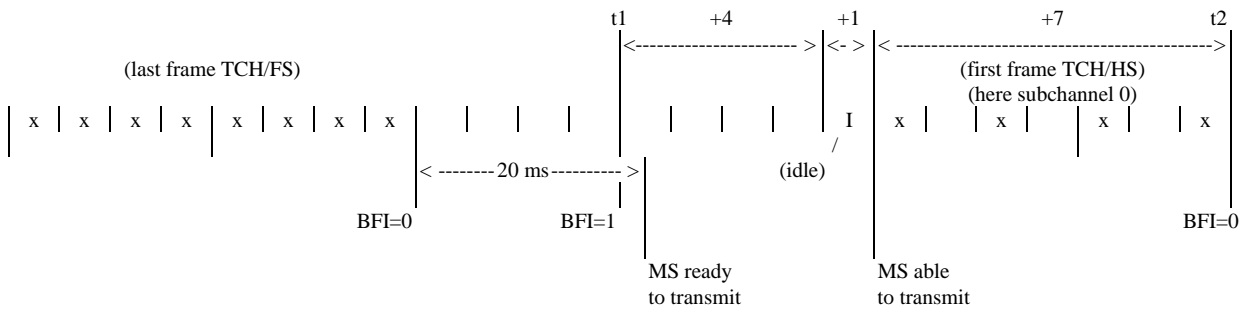 t1 +4 +1 +7 t2
<----------------------- > <- > < ---------------------------------------------->
(last frame TCH/FS) (first frame TCH/HS)
(here subchannel 0)
x x x x x x x x I x x x x
/
< --------20 ms---------- > (idle)
BFI=0 BFI=1 BFI=0
MS ready MS able
to transmit to transmit